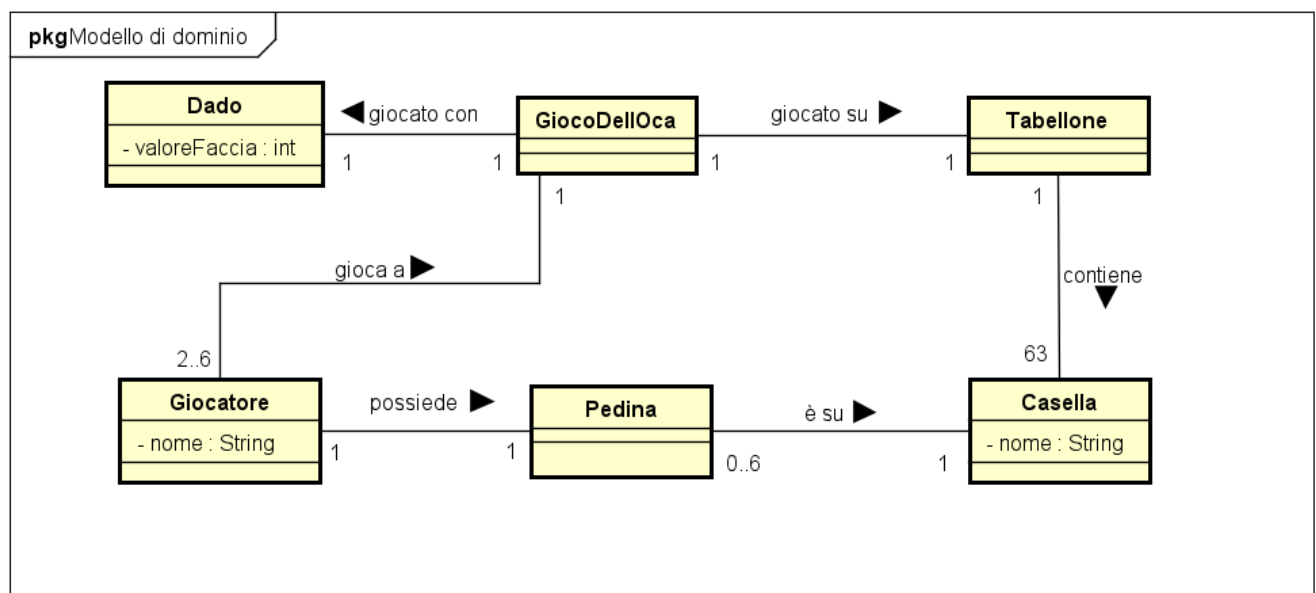 pkgModello di dominio
Dado
- valoreFaccia : int
giocato con
1
1
GiocoDellOca
giocato su
1
1
Tabellone
1
1
gioca a
contiene
2..6
63
Giocatore
- nome : String
possiede
1
1
Pedina
è su
0..6
1
Casella
- nome : String